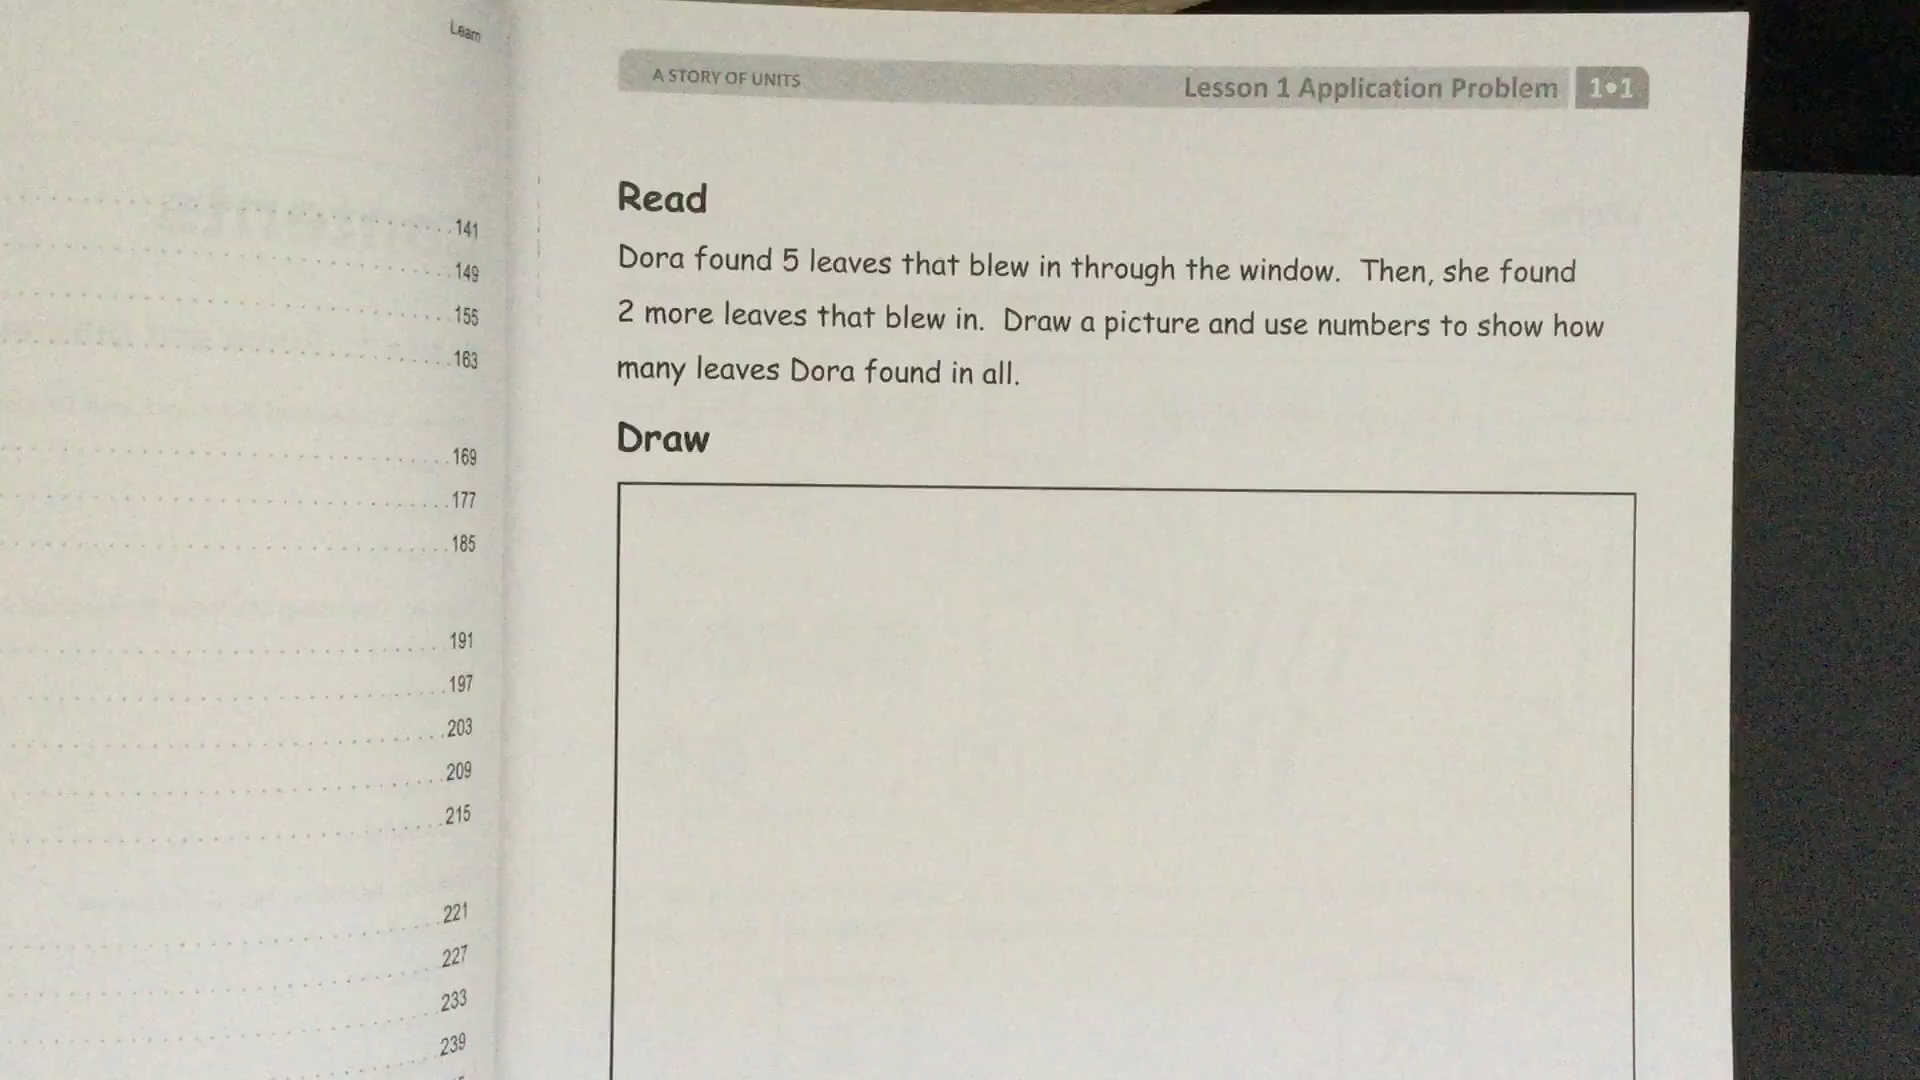 Learn
141
149
155
163
169
177
185
191
197
203
209
215
221
227
233
239
A STORY OF UNITS
Lesson 1 Application Problem 1•1
Read
Dora found 5 leaves that blew in through the window. Then, she found
2 more leaves that blew in. Draw a picture and use numbers to show how
many leaves Dora found in all.
Draw